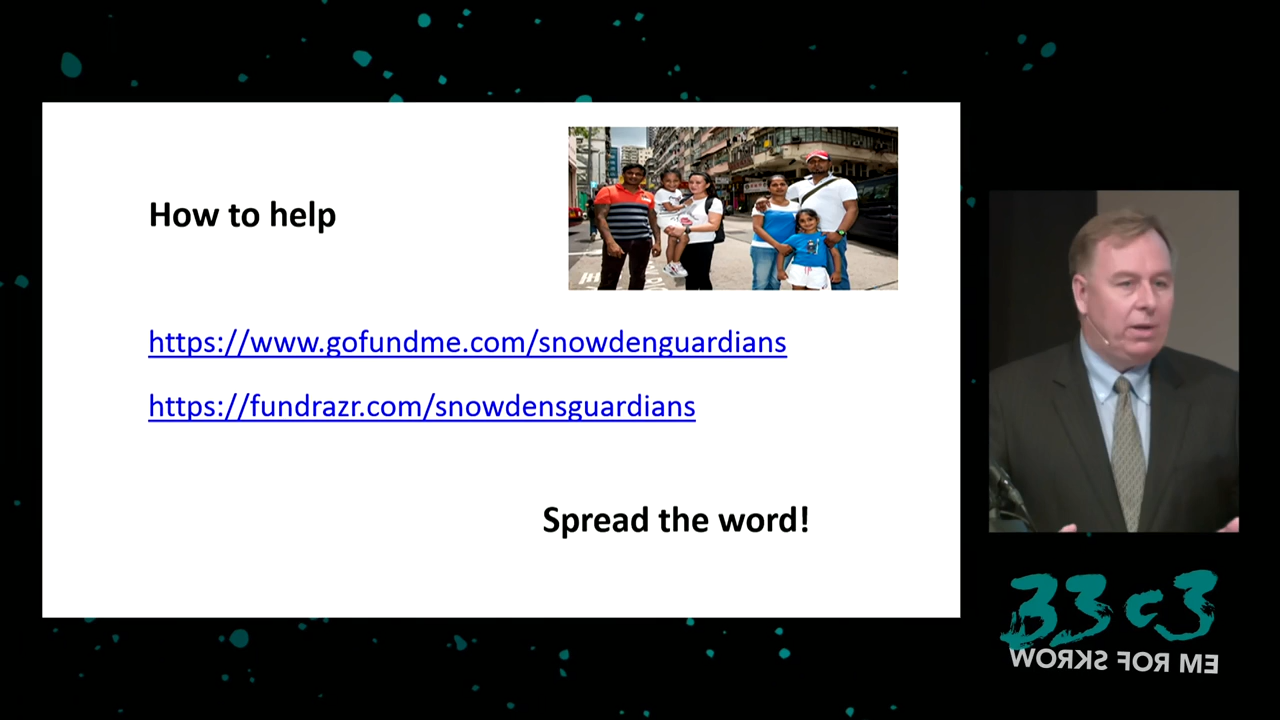 How to help
https://www.gofundme.com/snowdenguardians
https://fundrazr.com/snowdensguardians
Spread the word!
33c3
WORKS FOR ME